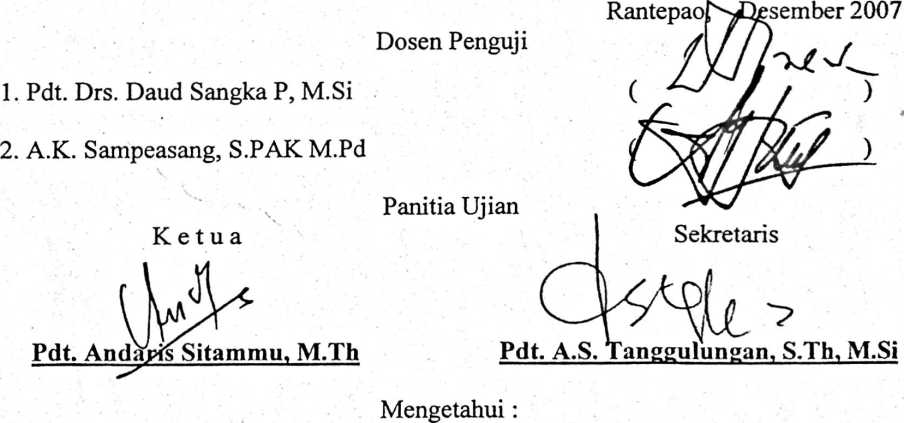 Rantepao, Desember 2007
Dosen Penguji
1. Pdt. Drs. Daud Sangka P, M.Si ( )
2. A.K. Sampeasang, S.PAK M.Pd ( )
Panitia Ujian
K e t u a Sekretaris
Pdt. Andaris Sitammu, M.Th Pdt. A.S. Tanggulungan, S.Th, M.Si
Mengetahui :